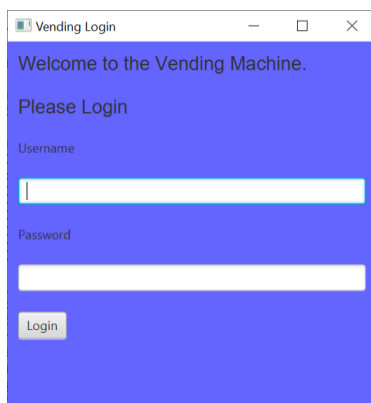 Vending Login
Welcome to the Vending Machine.
Please Login
Username
Password
Login